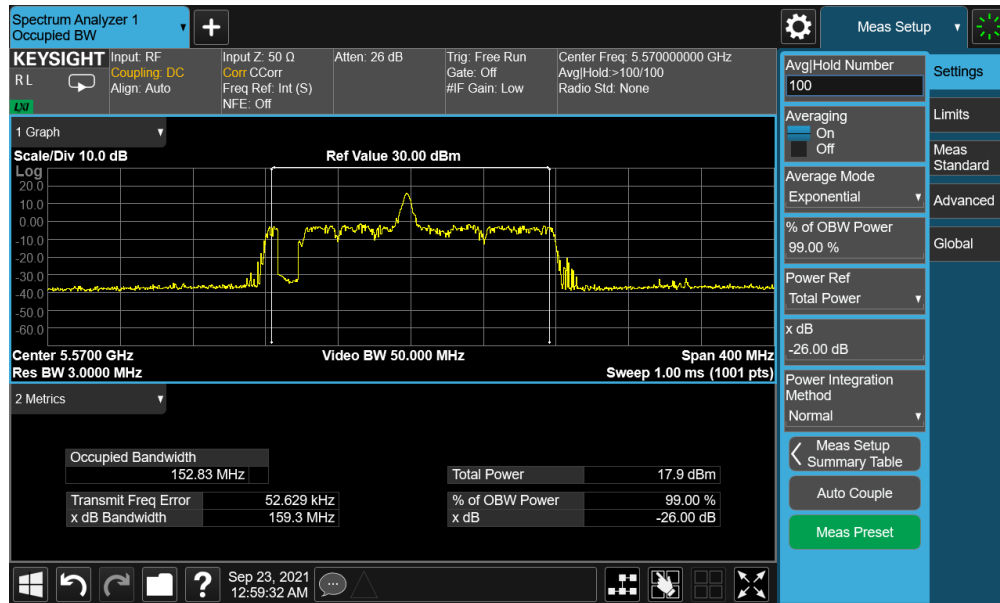 Spectrum Analyzer 1
Occupied BW
+
Meas Setup
KEYSIGHT
R L
LXI
Input: RF
Coupling: DC
Align: Auto
Input Z: 50 Ω
Corr CCorr
Freq Ref: Int (S)
NFE: Off
Atten: 26 dB
Trig: Free Run
Gate: Off
#IF Gain: Low
Center Freq: 5.570000000 GHz
Avg|Hold:>100/100
Radio Std: None
1 Graph
Scale/Div 10.0 dB
Ref Value 30.00 dBm
Log
20.0
10.0
0.00
-10.0
-20.0
-30.0
-40.0
-50.0
-60.0
Center 5.5700 GHz
Video BW 50.000 MHz
Span 400 MHz
Res BW 3.0000 MHz
Sweep 1.00 ms (1001 pts)
2 Metrics
Occupied Bandwidth
152.83 MHz
Total Power 17.9 dBm
Transmit Freq Error 52.629 kHz
% of OBW Power 99.00 %
x dB Bandwidth 159.3 MHz
x dB -26.00 dB
Avg|Hold Number
100
Averaging
On
Off
Average Mode
Exponential
% of OBW Power
99.00 %
Power Ref
Total Power
x dB
-26.00 dB
Power Integration
Method
Normal
Meas Setup
Summary Table
Auto Couple
Meas Preset
Settings
Limits
Meas
Standard
Advanced
Global
?
Sep 23, 2021
12:59:32 AM